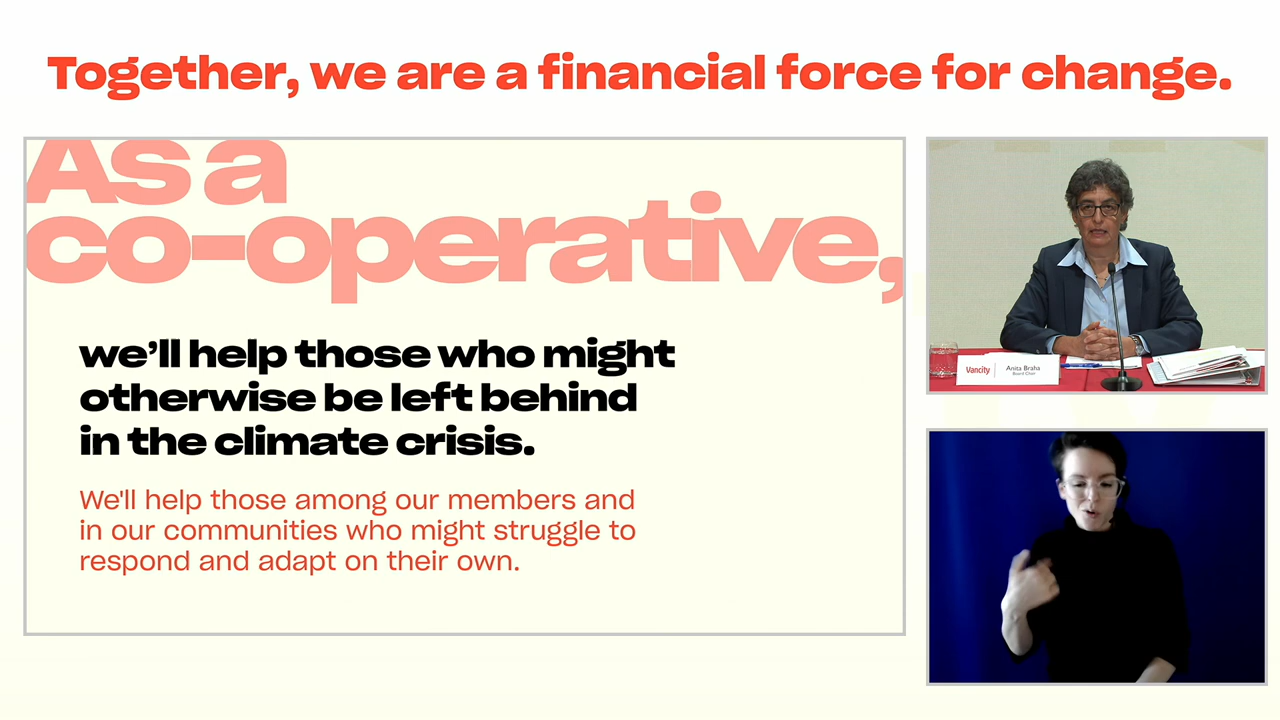 Together, we are a financial force for change.
As a
co-operative,
we’ll help those who might
otherwise be left behind
in the climate crisis.
We'll help those among our members and
in our communities who might struggle to
respond and adapt on their own.
Vancity
Anita Braha
Board Chair